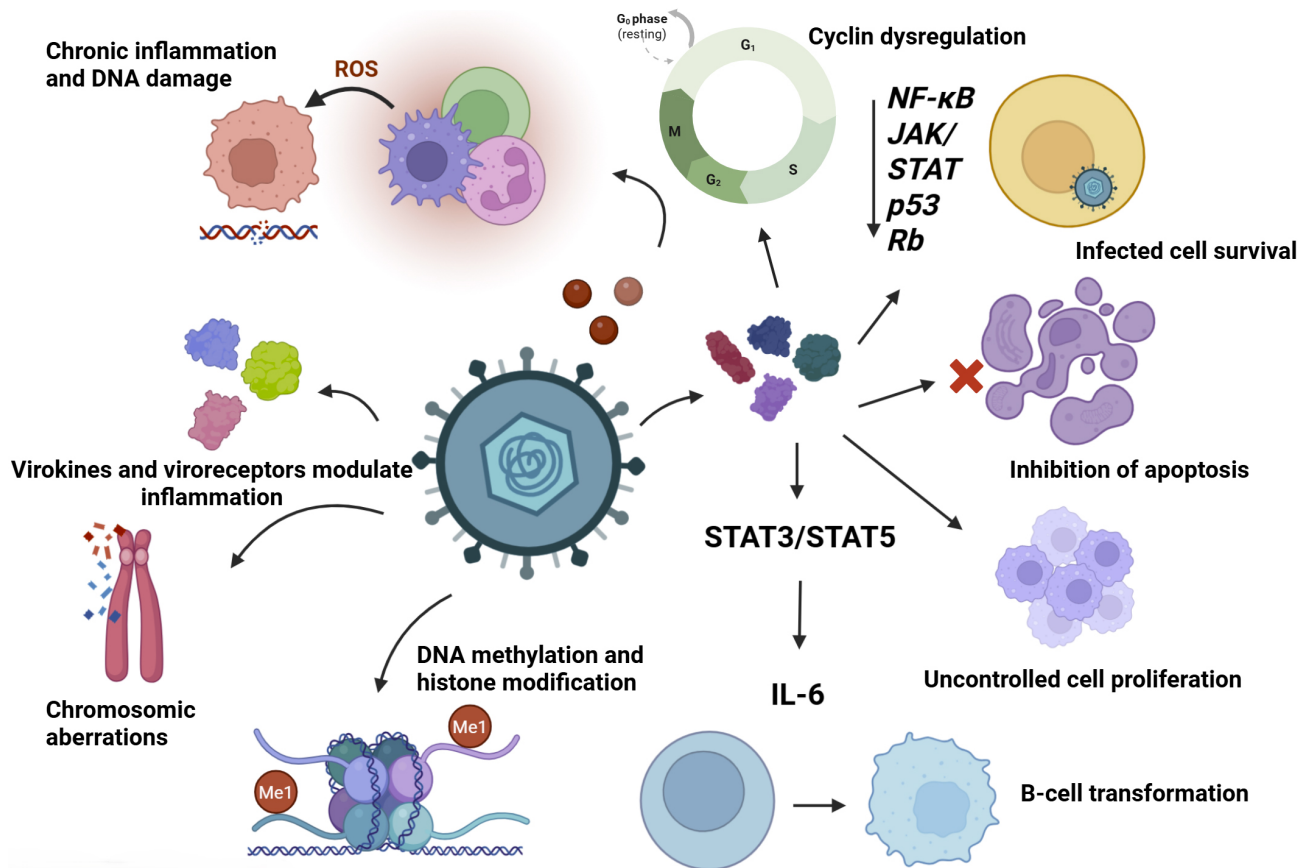 Chronic inflammation
and DNA damage
ROS
G₀ phase
(resting)
G₁
S
G₂
M
Cyclin dysregulation
NF-κB
JAK/
STAT
p53
Rb
Infected cell survival
Inhibition of apoptosis
Virokines and viroreceptors modulate
inflammation
STAT3/STAT5
IL-6
Uncontrolled cell proliferation
Chromosomic
aberrations
DNA methylation and
histone modification
Me1
Me1
B-cell transformation